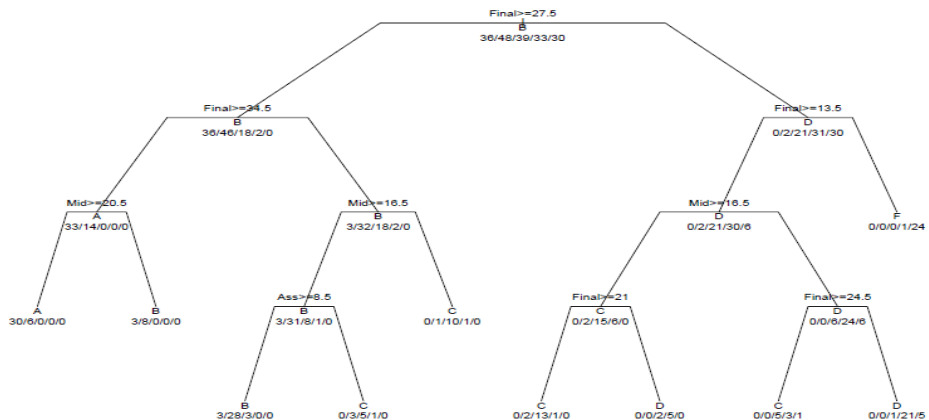 Final>=27.5
B
36/48/39/33/30
Final>=34.5
B
36/46/18/2/0
Final>=13.5
D
0/2/21/31/30
Mid>=20.5
A
33/14/0/0/0
Mid>=16.5
B
3/32/18/2/0
Mid>=16.5
D
0/2/21/30/6
F
0/0/0/1/24
A
30/6/0/0/0
B
3/8/0/0/0
Ass>=8.5
B
3/31/8/1/0
C
0/1/10/1/0
Final>=21
C
0/2/15/6/0
Final>=24.5
D
0/0/6/24/6
B
3/28/3/0/0
C
0/3/5/1/0
C
0/2/13/1/0
D
0/0/2/5/0
C
0/0/5/3/1
D
0/0/1/21/5